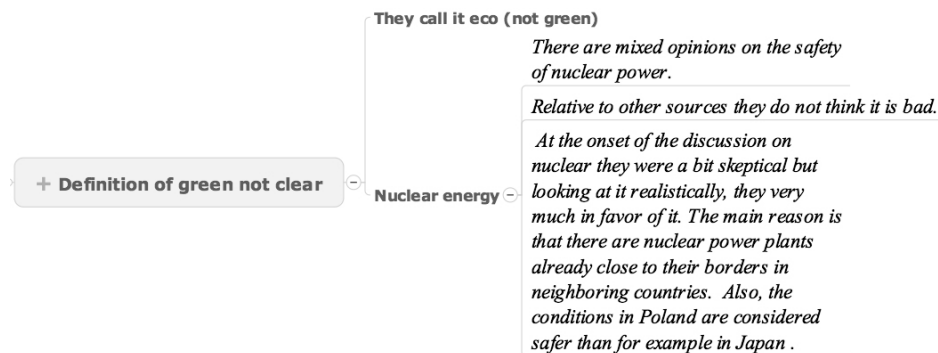 They call it eco (not green)
There are mixed opinions on the safety
of nuclear power.
Relative to other sources they do not think it is bad.
Definition of green not clear
Nuclear energy
At the onset of the discussion on
nuclear they were a bit skeptical but
looking at it realistically, they very
much in favor of it. The main reason is
that there are nuclear power plants
already close to their borders in
neighboring countries.  Also, the
conditions in Poland are considered
safer than for example in Japan .